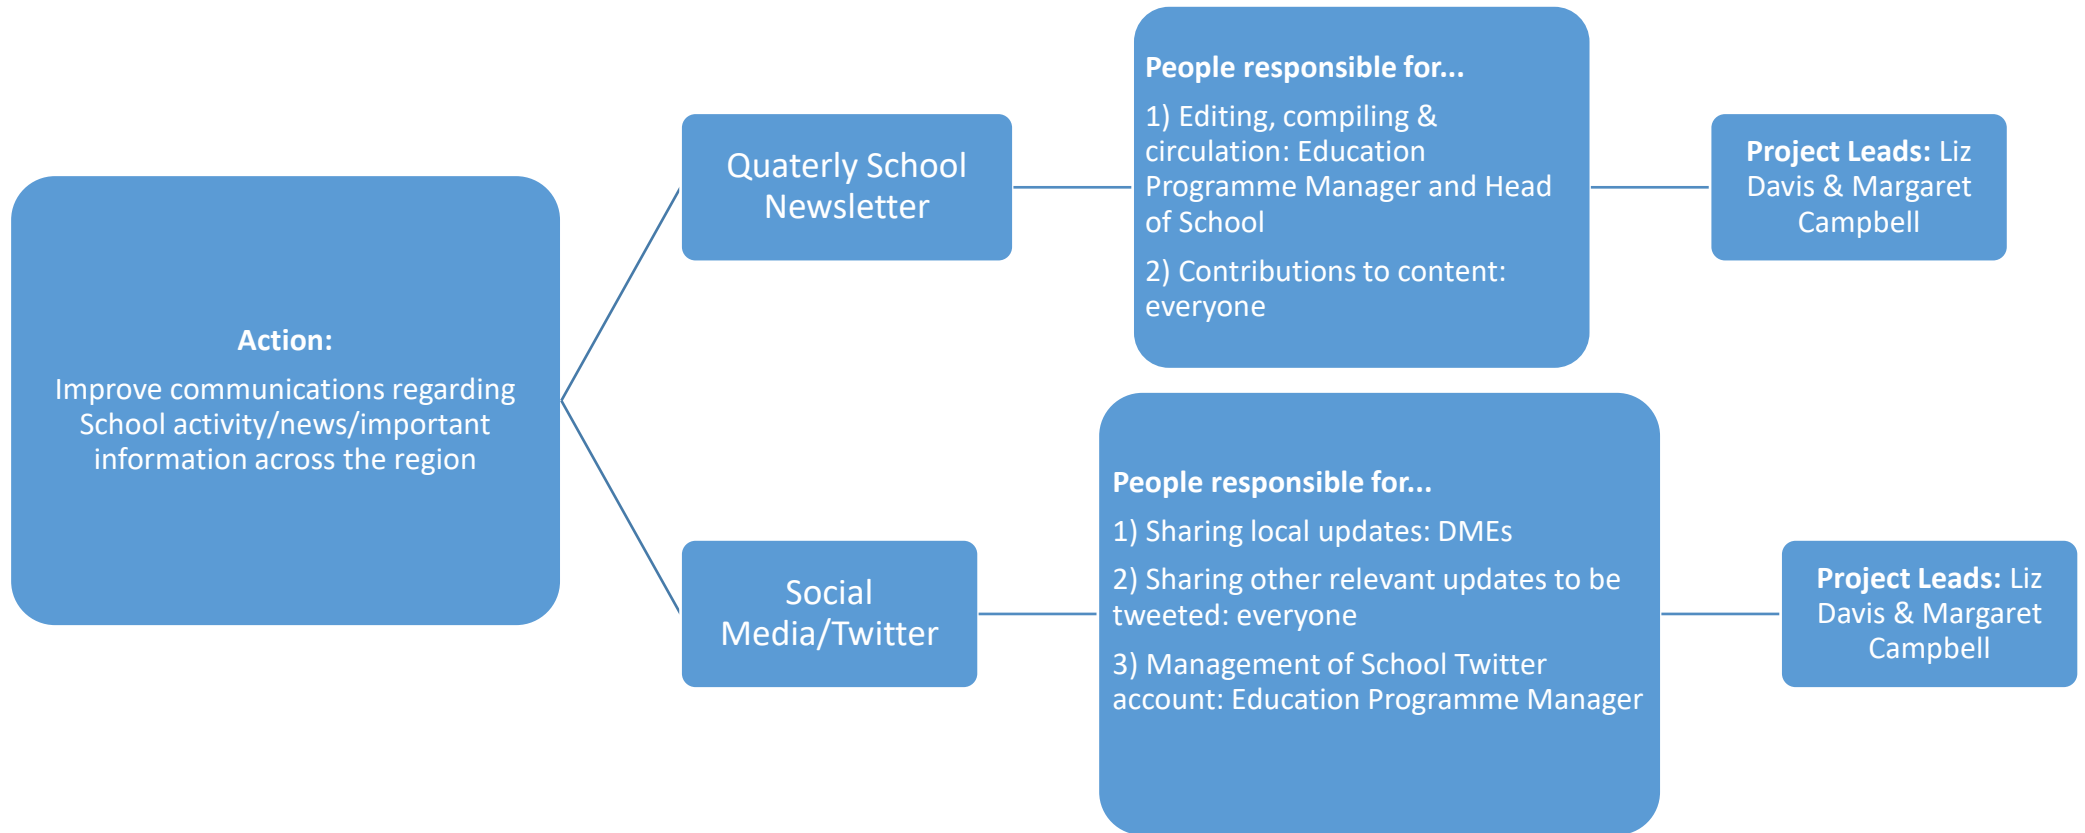 Action:
Improve communications regarding
School activity/news/important
information across the region
Quaterly School
Newsletter
People responsible for...
1) Editing, compiling &
circulation: Education
Programme Manager and Head
of School
2) Contributions to content:
everyone
Project Leads: Liz
Davis & Margaret
Campbell
Social
Media/Twitter
People responsible for...
1) Sharing local updates: DMEs
2) Sharing other relevant updates to be
tweeted: everyone
3) Management of School Twitter
account: Education Programme Manager
Project Leads: Liz
Davis & Margaret
Campbell